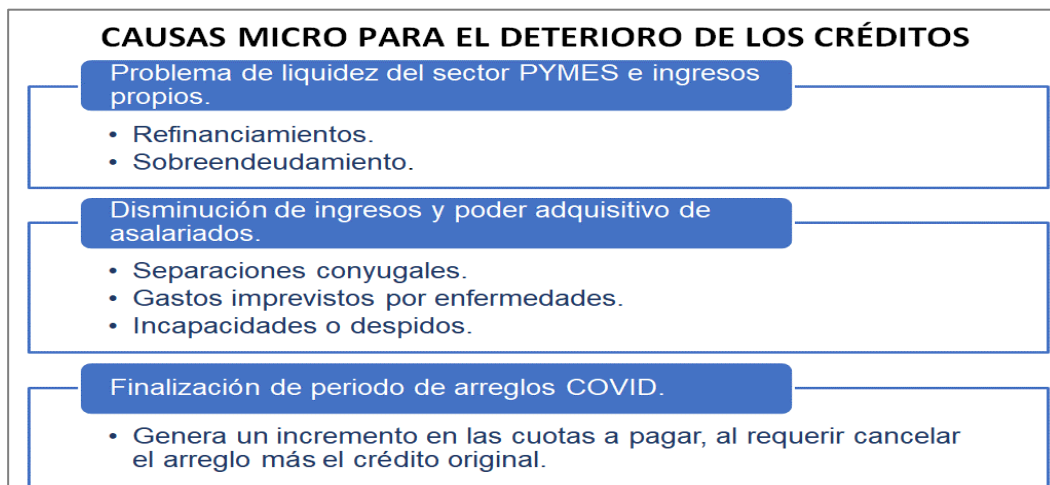 CAUSAS MICRO PARA EL DETERIORO DE LOS CRÉDITOS
Problema de liquidez del sector PYMES e ingresos
propios.
• Refinanciamientos.
• Sobreendeudamiento.
Disminución de ingresos y poder adquisitivo de
asalariados.
• Separaciones conyugales.
• Gastos imprevistos por enfermedades.
• Incapacidades o despidos.
Finalización de periodo de arreglos COVID.
• Genera un incremento en las cuotas a pagar, al requerir cancelar
el arreglo más el crédito original.